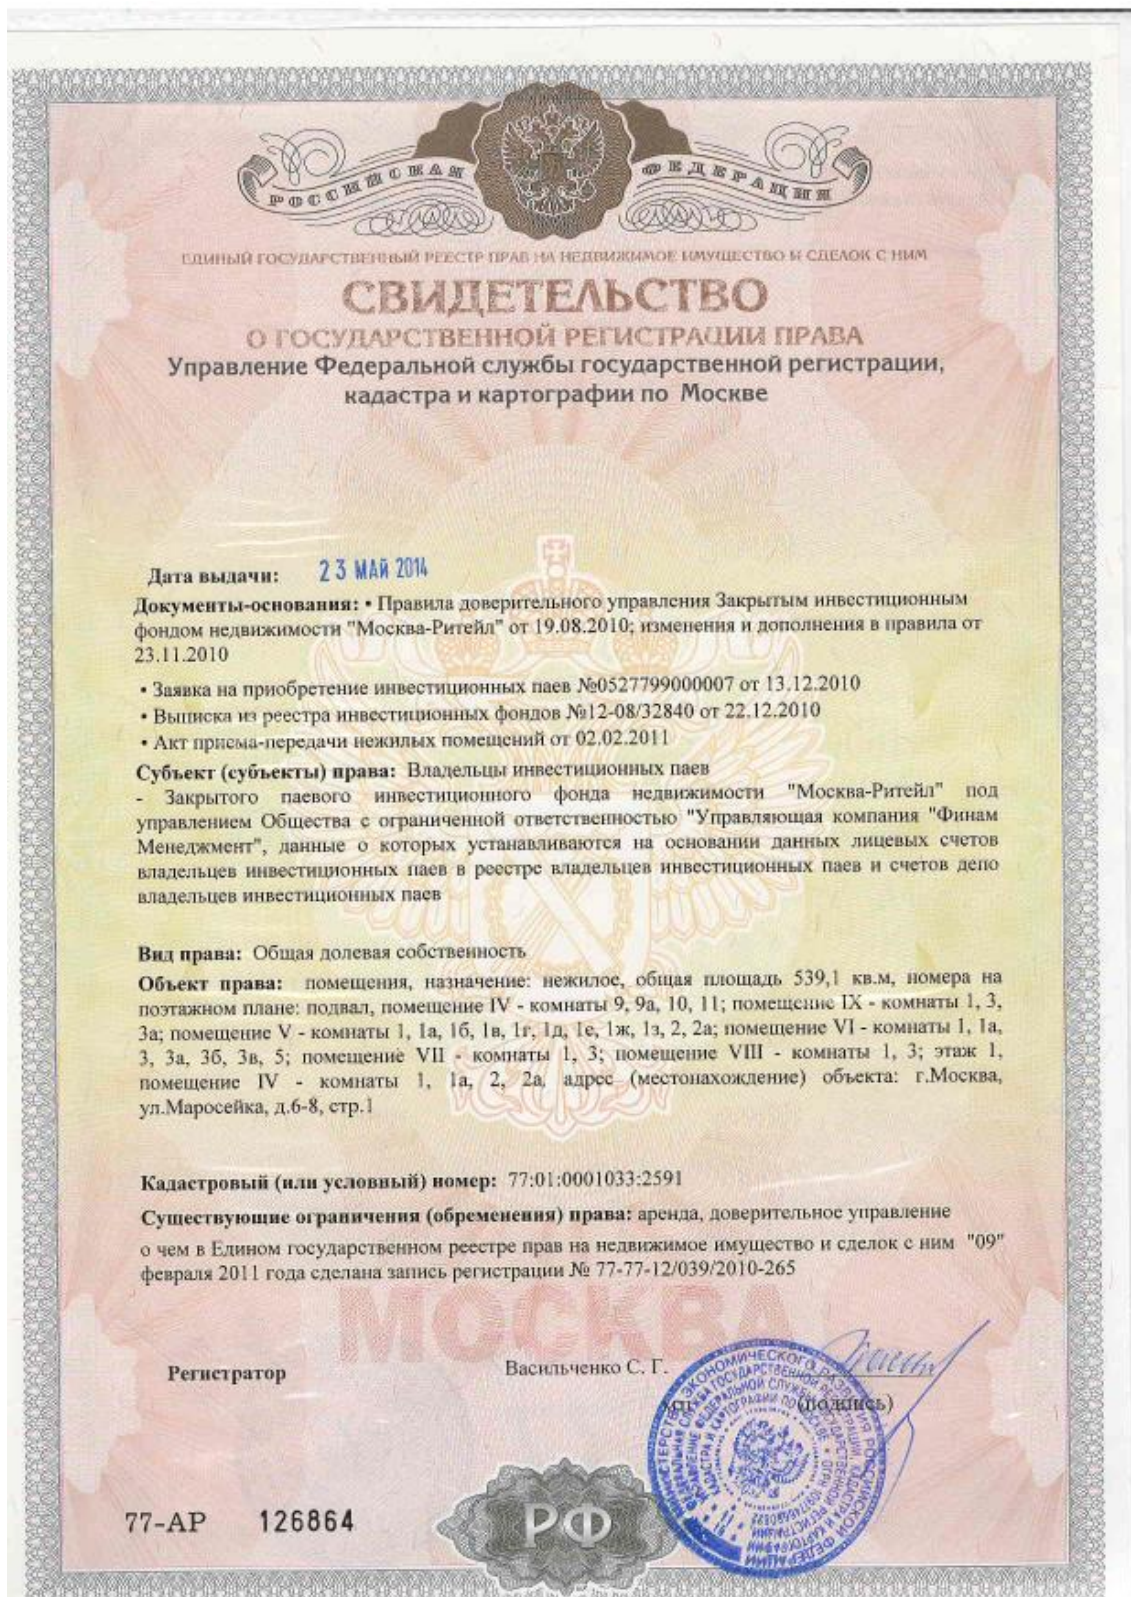 РОССИЙСКАЯ ФЕДЕРАЦИЯ
ЕДИНЫЙ ГОСУДАРСТВЕННЫЙ РЕЕСТР ПРАВ НА НЕДВИЖИМОЕ ИМУЩЕСТВО И СДЕЛОК С НИМ
СВИДЕТЕЛЬСТВО
О ГОСУДАРСТВЕННОЙ РЕГИСТРАЦИИ ПРАВА
Управление Федеральной службы государственной регистрации,
кадастра и картографии по Москве
Дата выдачи: 23 МАЙ 2014
Документы-основания: • Правила доверительного управления Закрытым инвестиционным
фондом недвижимости "Москва-Ритейл" от 19.08.2010; изменения и дополнения в правила от
23.11.2010
• Заявка на приобретение инвестиционных паев №0527799000007 от 13.12.2010
• Выписка из реестра инвестиционных фондов №12-08/32840 от 22.12.2010
• Акт приема-передачи нежилых помещений от 02.02.2011
Субъект (субъекты) права: Владельцы инвестиционных паев
- Закрытого паевого инвестиционного фонда недвижимости "Москва-Ритейл" под
управлением Общества с ограниченной ответственностью "Управляющая компания "Финам
Менеджмент", данные о которых устанавливаются на основании данных лицевых счетов
владельцев инвестиционных паев в реестре владельцев инвестиционных паев и счетов депо
владельцев инвестиционных паев
Вид права: Общая долевая собственность
Объект права: помещения, назначение: нежилое, общая площадь 539,1 кв.м, номера на
поэтажном плане: подвал, помещение IV - комнаты 9, 9а, 10, 11; помещение IX - комнаты 1, 3,
3а; помещение V - комнаты 1, 1а, 1б, 1в, 1г, 1д, 1е, 1ж, 1з, 2, 2а; помещение VI - комнаты 1, 1а,
3, 3а, 3б, 3в, 5; помещение VII - комнаты 1, 3; помещение VIII - комнаты 1, 3; этаж 1,
помещение IV - комнаты 1, 1а, 2, 2а, адрес (местонахождение) объекта: г.Москва,
ул.Маросейка, д.6-8, стр.1
Кадастровый (или условный) номер: 77:01:0001033:2591
Существующие ограничения (обременения) права: аренда, доверительное управление
о чем в Едином государственном реестре прав на недвижимое имущество и сделок с ним "09"
февраля 2011 года сделана запись регистрации № 77-77-12/039/2010-265
МОСКВА
Регистратор Васильченко С. Г.
(подпись)
77-АР 126864
РФ